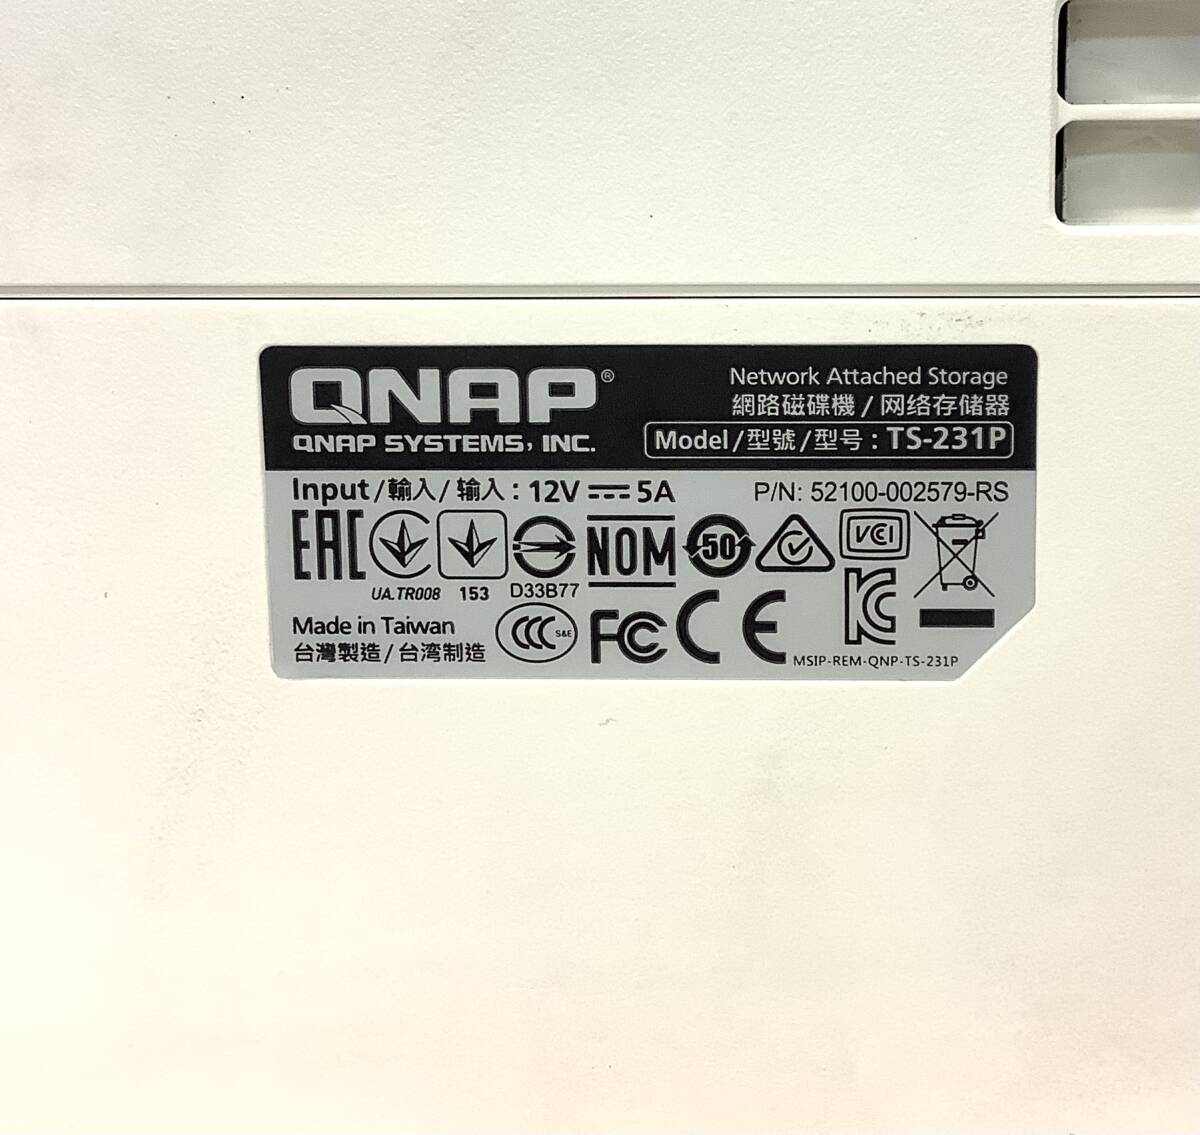 QNAP®
QNAP SYSTEMS, INC.
Network Attached Storage
網路磁碟機 / 网络存储器
Model/型號/型号 : TS-231P
Input/輸入/输入 : 12V ⎓ 5A
P/N: 52100-002579-RS
EAC
UA.TR008
153
D33B77
NOM
50
VCI
Made in Taiwan
台灣製造/台湾制造
CCC S&E
FC
CE
KC
MSIP-REM-QNP-TS-231P